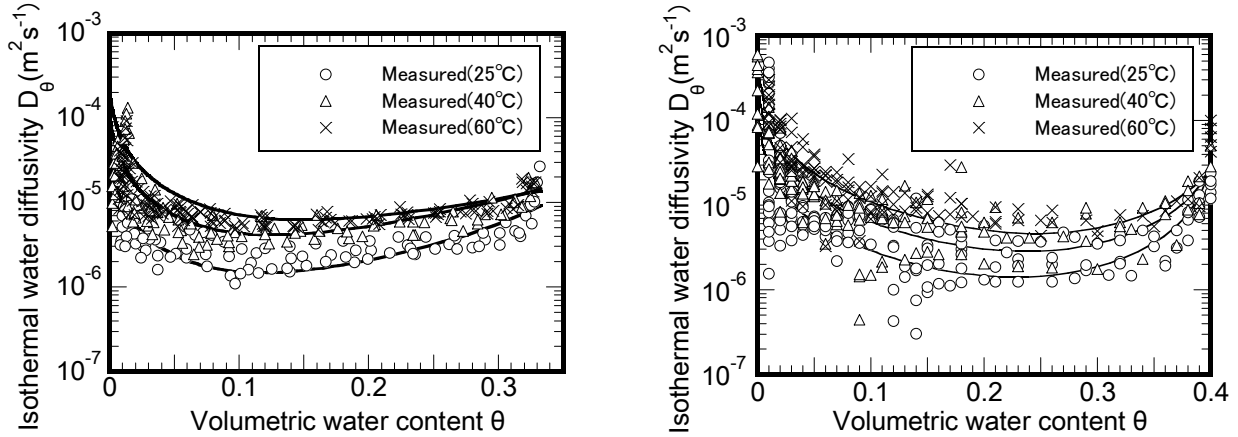 Isothermal water diffusivity D_θ(m²s⁻¹)
10⁻³
10⁻⁴
10⁻⁵
10⁻⁶
10⁻⁷
Measured(25°C)
Measured(40°C)
Measured(60°C)
0 0.1 0.2 0.3
Volumetric water content θ
Isothermal water diffusivity D_θ(m²s⁻¹)
10⁻³
10⁻⁴
10⁻⁵
10⁻⁶
10⁻⁷
Measured(25°C)
Measured(40°C)
Measured(60°C)
0 0.1 0.2 0.3 0.4
Volumetric water content θ